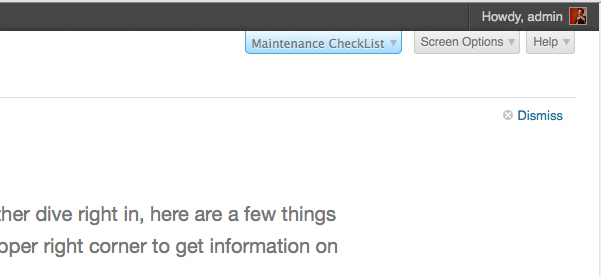 Howdy, admin
Maintenance CheckList
Screen Options
Help
Dismiss
ther dive right in, here are a few things
oper right corner to get information on